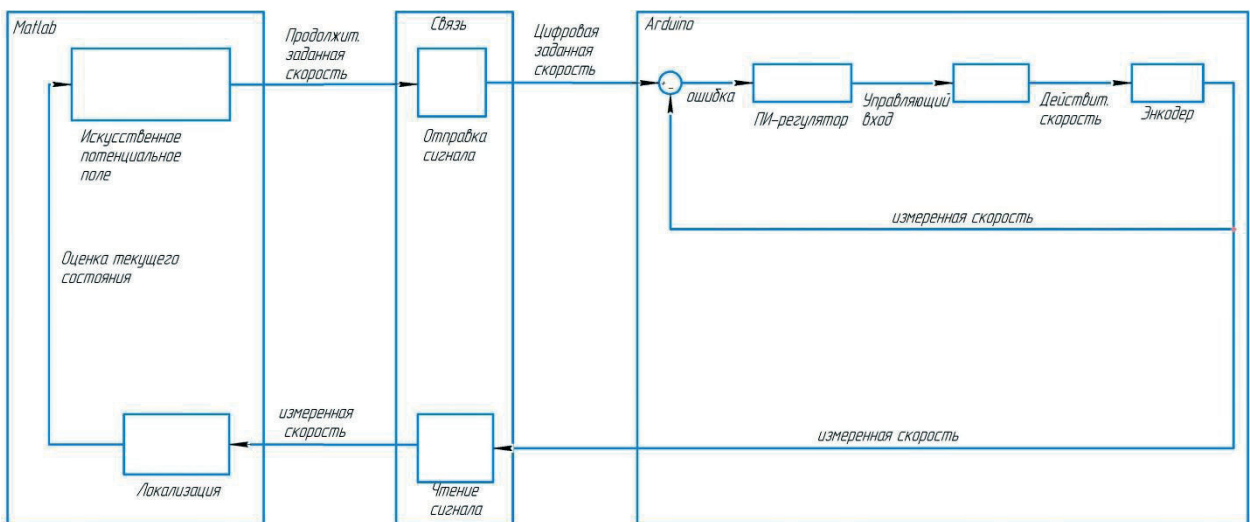 Matlab
Искусственное
потенциальное
поле
Оценка текущего
состояния
Локализация
Продолжит.
заданная
скорость
измеренная
скорость
Связь
Отправка
сигнала
Чтение
сигнала
Цифровая
заданная
скорость
Arduino
ошибка
ПИ-регулятор
Управляющий
вход
Действит.
скорость
Энкодер
измеренная скорость
измеренная скорость